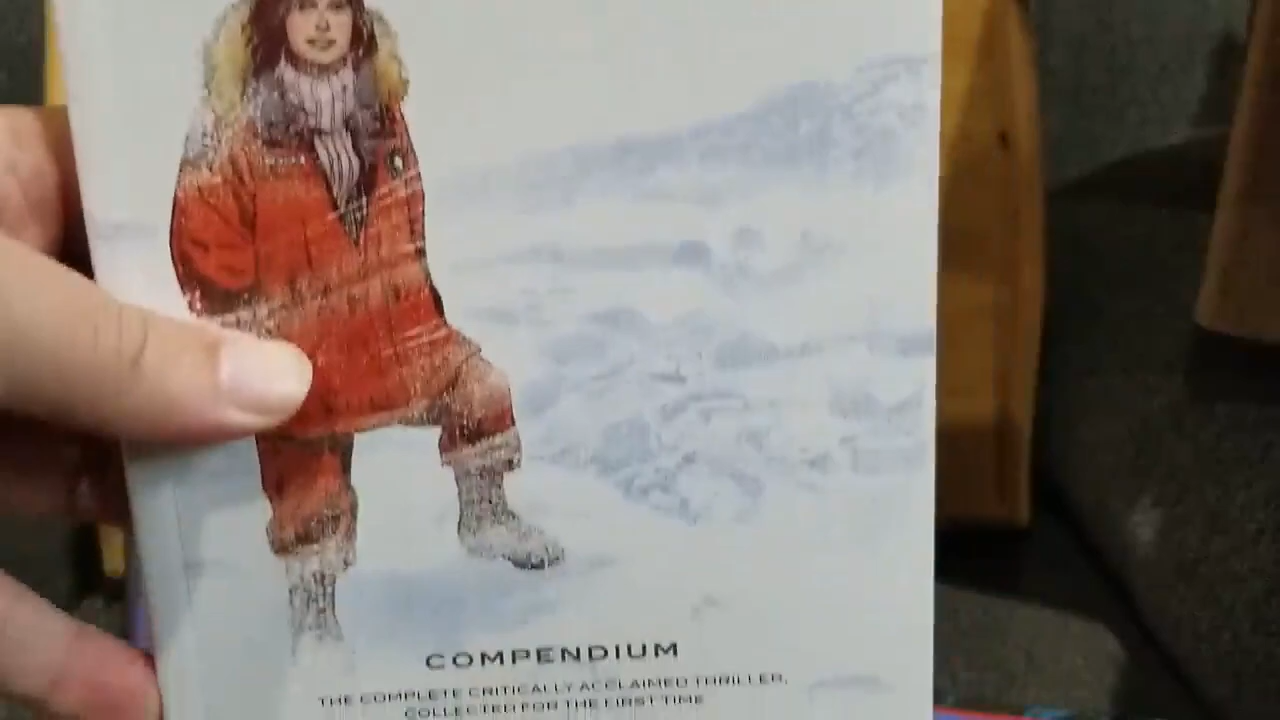 COMPENDIUM
THE COMPLETE CRITICALLY ACCLAIMED THRILLER,
COLLECTED FOR THE FIRST TIME